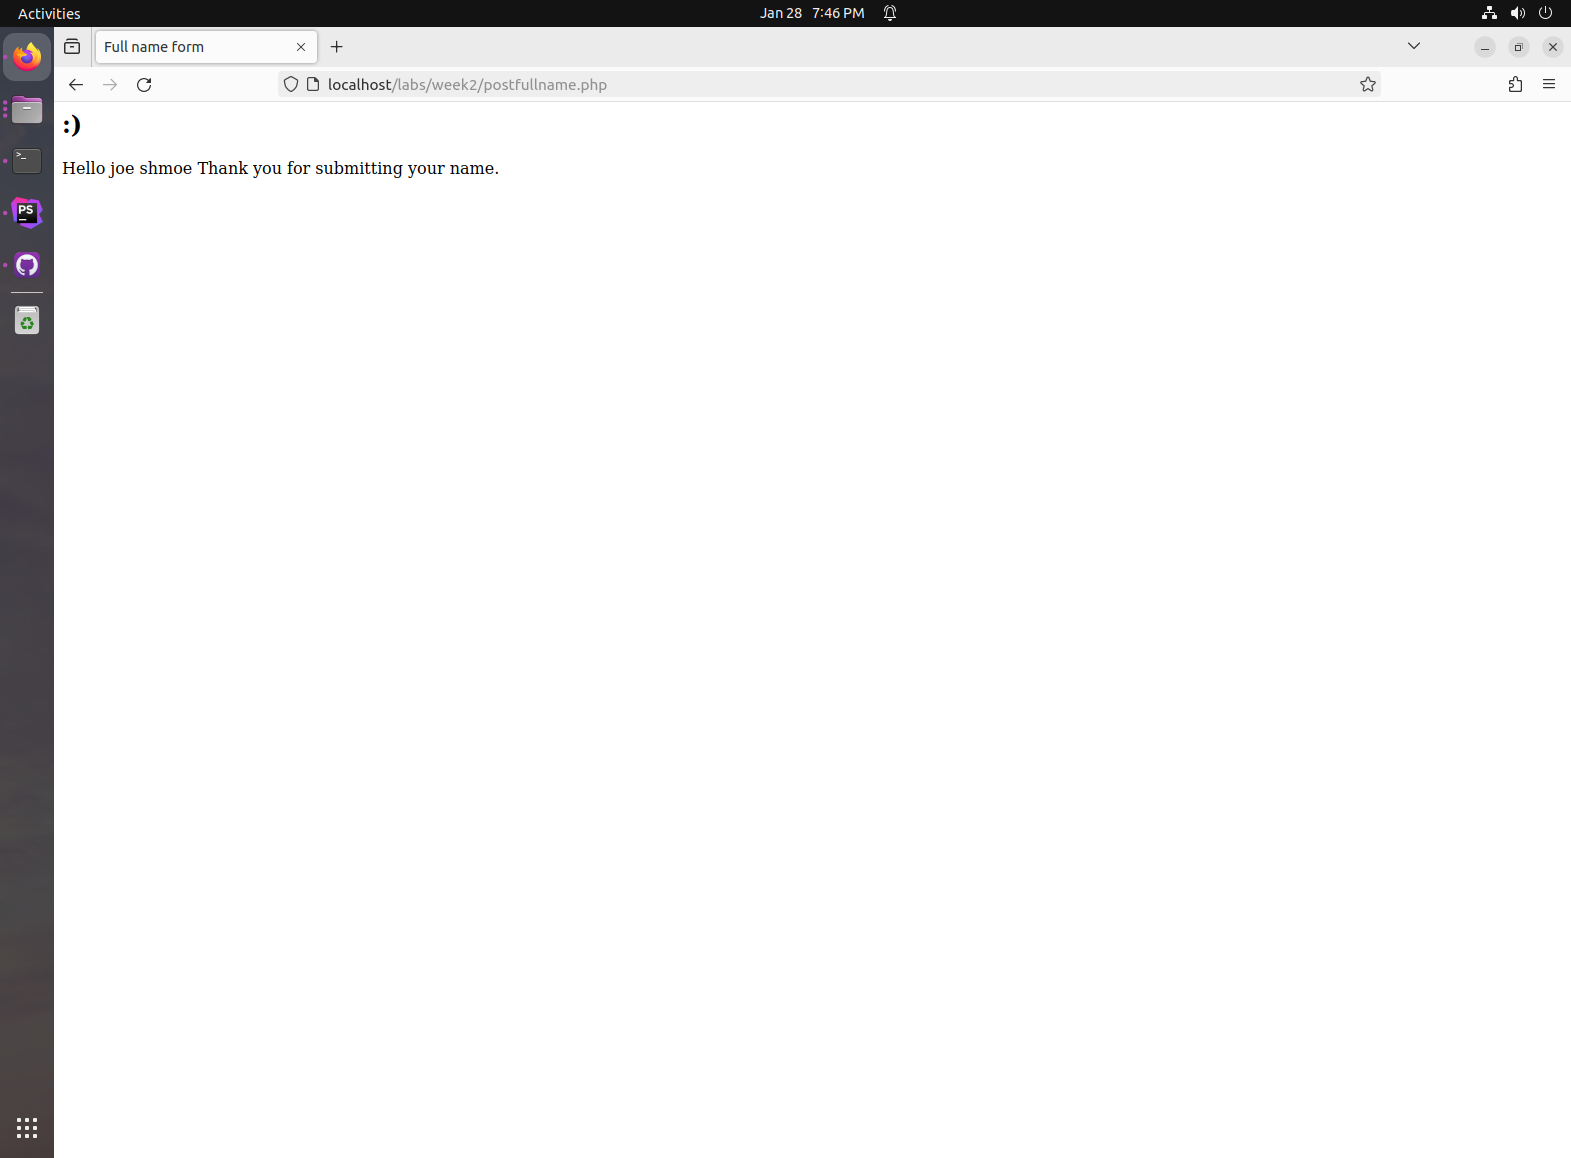 Activities
Jan 28 7:46 PM
Full name form
localhost/labs/week2/postfullname.php
>_
PS
:)
Hello joe shmoe Thank you for submitting your name.